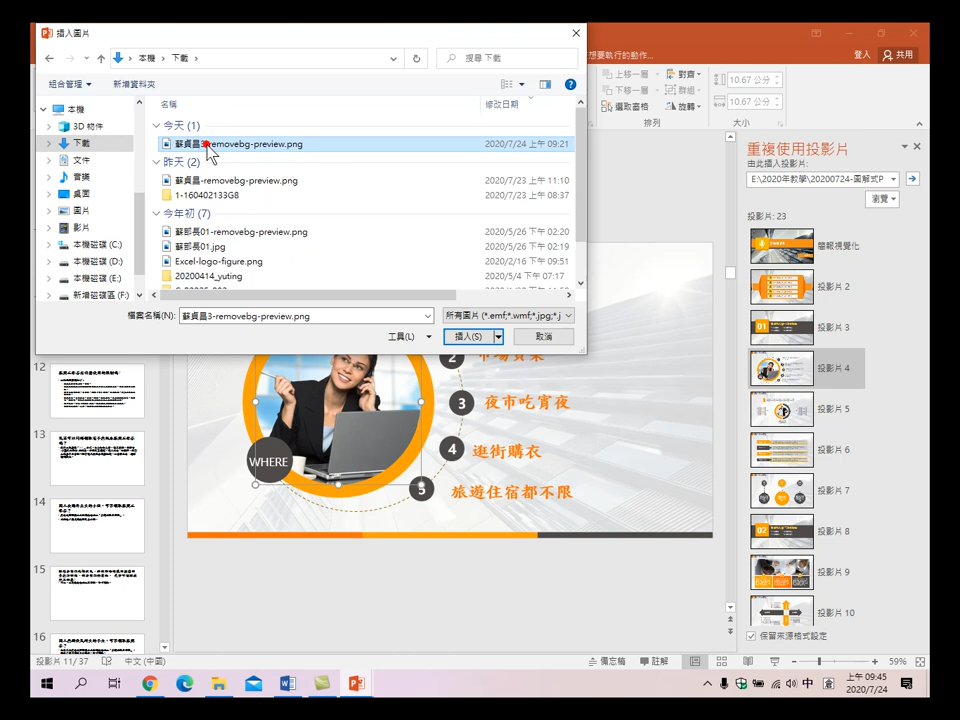 插入圖片
本機 › 下載 ›
搜尋 下載
組合管理
新增資料夾
名稱
修改日期
本機
3D 物件
下載
文件
音樂
桌面
圖片
影片
本機磁碟 (C:)
本機磁碟 (D:)
本機磁碟 (E:)
新增磁碟區 (F:)
今天 (1)
蘇貞昌3-removebg-preview.png
2020/7/24 上午 09:21
昨天 (2)
蘇貞昌-removebg-preview.png
2020/7/23 上午 11:10
1-160402133G8
2020/7/23 上午 08:37
今年初 (7)
蘇部長01-removebg-preview.png
2020/5/26 下午 02:20
蘇部長01.jpg
2020/5/26 下午 02:19
Excel-logo-figure.png
2020/2/16 下午 09:51
20200414_yuting
2020/5/4 下午 07:17
檔案名稱(N):
蘇貞昌3-removebg-preview.png
所有圖片 (*.emf;*.wmf;*.jpg;*.j
工具(L)
插入(S)
取消
想要執行的動作...
登入
共用
上移一層
下移一層
選取窗格
對齊
群組
旋轉
排列
10.67 公分
10.67 公分
大小
重複使用投影片
由此插入投影片:
E:\2020年教學\20200724-圖解式P
瀏覽
投影片: 23
簡報視覺化
投影片 2
投影片 3
投影片 4
投影片 5
投影片 6
投影片 7
投影片 8
投影片 9
投影片 10
保留來源格式設定
12
13
14
15
16
WHERE
2
3
夜市吃宵夜
4
逛街購衣
5
旅遊住宿都不限
投影片 11/37
中文 (中國)
備忘稿
註解
59%
中
上午 09:45
2020/7/24